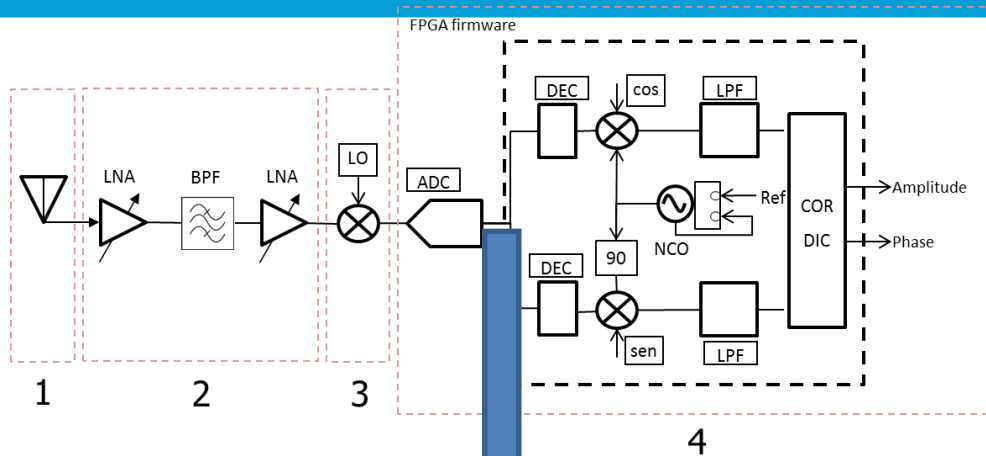 FPGA firmware
DEC
cos
LPF
LNA
BPF
LNA
LO
ADC
Ref
COR
DIC
Amplitude
Phase
NCO
90
DEC
sen
LPF
1
2
3
4